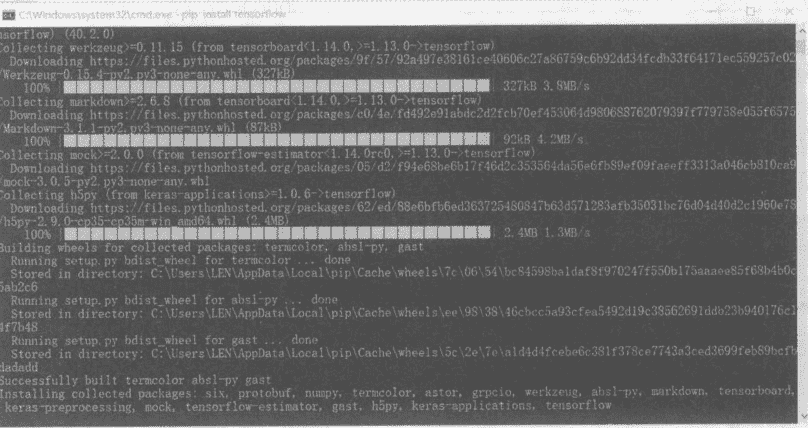 C:\Windows\system32\cmd.exe - pip install tensorflow
nsorflow) (40.2.0)
Collecting werkzeug>=0.11.15 (from tensorboard<1.14.0,>=1.13.0->tensorflow)
Downloading https://files.pythonhosted.org/packages/9f/57/92a497e38161ce40606c27a86759c6b92dd34fcdb33f64171ec559257c02
/Werkzeug-0.15.4-py2.py3-none-any.whl (327kB)
100% 327kB 3.8MB/s
Collecting markdown>=2.6.8 (from tensorboard<1.14.0,>=1.13.0->tensorflow)
Downloading https://files.pythonhosted.org/packages/c0/4e/fd492e91abdc2d2fcb70ef453064d980688762079397f779758e055f6575
/Markdown-3.1.1-py2.py3-none-any.whl (87kB)
100% 92kB 4.2MB/s
Collecting mock>=2.0.0 (from tensorflow-estimator<1.14.0rc0,>=1.13.0->tensorflow)
Downloading https://files.pythonhosted.org/packages/05/d2/f94e68be6b17f46d2c353564da56e6fb89ef09faeeff3313a046cb810ca9
/mock-3.0.5-py2.py3-none-any.whl
Collecting h5py (from keras-applications>=1.0.6->tensorflow)
Downloading https://files.pythonhosted.org/packages/62/ed/88e6bfb6ed363725480847b63d571283afb35031bc76d04d40d2c1960e78
/h5py-2.9.0-cp35-cp35m-win_amd64.whl (2.4MB)
100% 2.4MB 1.3MB/s
Building wheels for collected packages: termcolor, absl-py, gast
Running setup.py bdist_wheel for termcolor ... done
Stored in directory: C:\Users\LEN\AppData\Local\pip\Cache\wheels\7c\06\54\bc84598ba1daf8f970247f550b175aaaee85f68b4b0c
5ab2c6
Running setup.py bdist_wheel for absl-py ... done
Stored in directory: C:\Users\LEN\AppData\Local\pip\Cache\wheels\ee\98\38\46cbcc5a93cfea5492d19c38562691ddb23b940176c1
4f7b48
Running setup.py bdist_wheel for gast ... done
Stored in directory: C:\Users\LEN\AppData\Local\pip\Cache\wheels\5c\2e\7e\a1d4d4fcebe6c381f378ce7743a3ced3699feb89bcfb
dadadd
Successfully built termcolor absl-py gast
Installing collected packages: six, protobuf, numpy, termcolor, astor, grpcio, werkzeug, absl-py, markdown, tensorboard,
keras-preprocessing, mock, tensorflow-estimator, gast, h5py, keras-applications, tensorflow